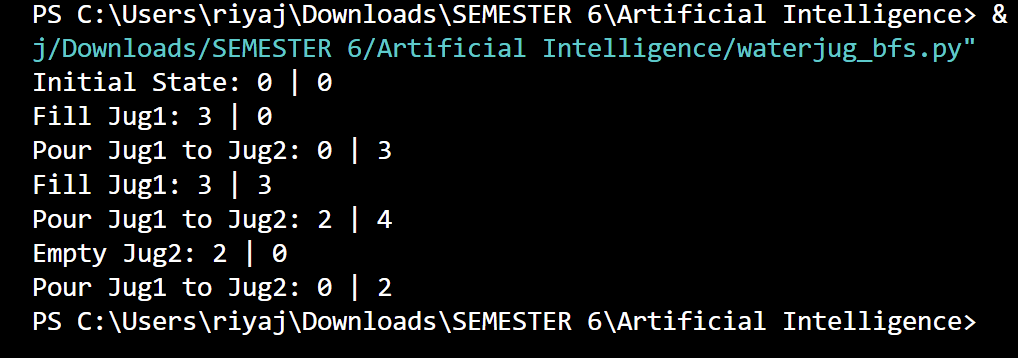 PS C:\Users\riyaj\Downloads\SEMESTER 6\Artificial Intelligence> &
j/Downloads/SEMESTER 6/Artificial Intelligence/waterjug_bfs.py"
Initial State: 0 | 0
Fill Jug1: 3 | 0
Pour Jug1 to Jug2: 0 | 3
Fill Jug1: 3 | 3
Pour Jug1 to Jug2: 2 | 4
Empty Jug2: 2 | 0
Pour Jug1 to Jug2: 0 | 2
PS C:\Users\riyaj\Downloads\SEMESTER 6\Artificial Intelligence>